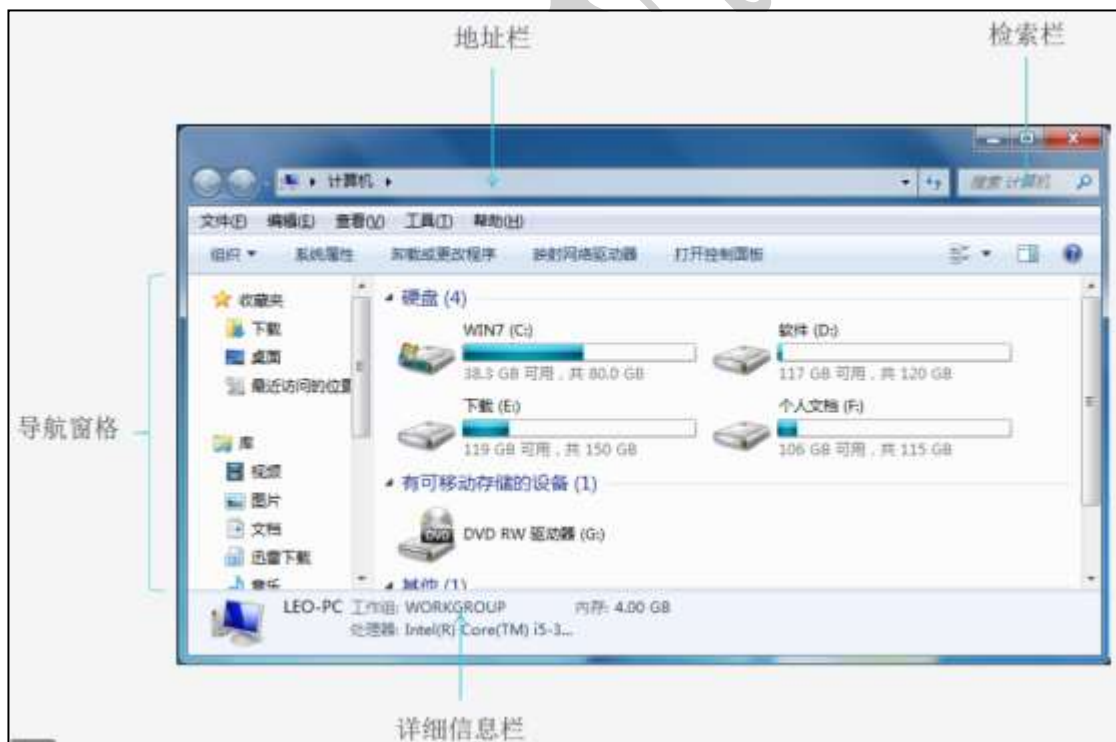 地址栏
检索栏
计算机
搜索 计算机
文件(F) 编辑(E) 查看(V) 工具(T) 帮助(H)
组织 系统属性 卸载或更改程序 映射网络驱动器 打开控制面板
收藏夹
下载
桌面
最近访问的位置
库
视频
图片
文档
迅雷下载
音乐
导航窗格
硬盘 (4)
WIN7 (C:)
38.3 GB 可用 , 共 80.0 GB
软件 (D:)
117 GB 可用 , 共 120 GB
下载 (E:)
119 GB 可用 , 共 150 GB
个人文档 (F:)
106 GB 可用 , 共 115 GB
有可移动存储的设备 (1)
DVD
DVD RW 驱动器 (G:)
其他 (1)
LEO-PC 工作组: WORKGROUP 内存: 4.00 GB
处理器: Intel(R) Core(TM) i5-3...
详细信息栏